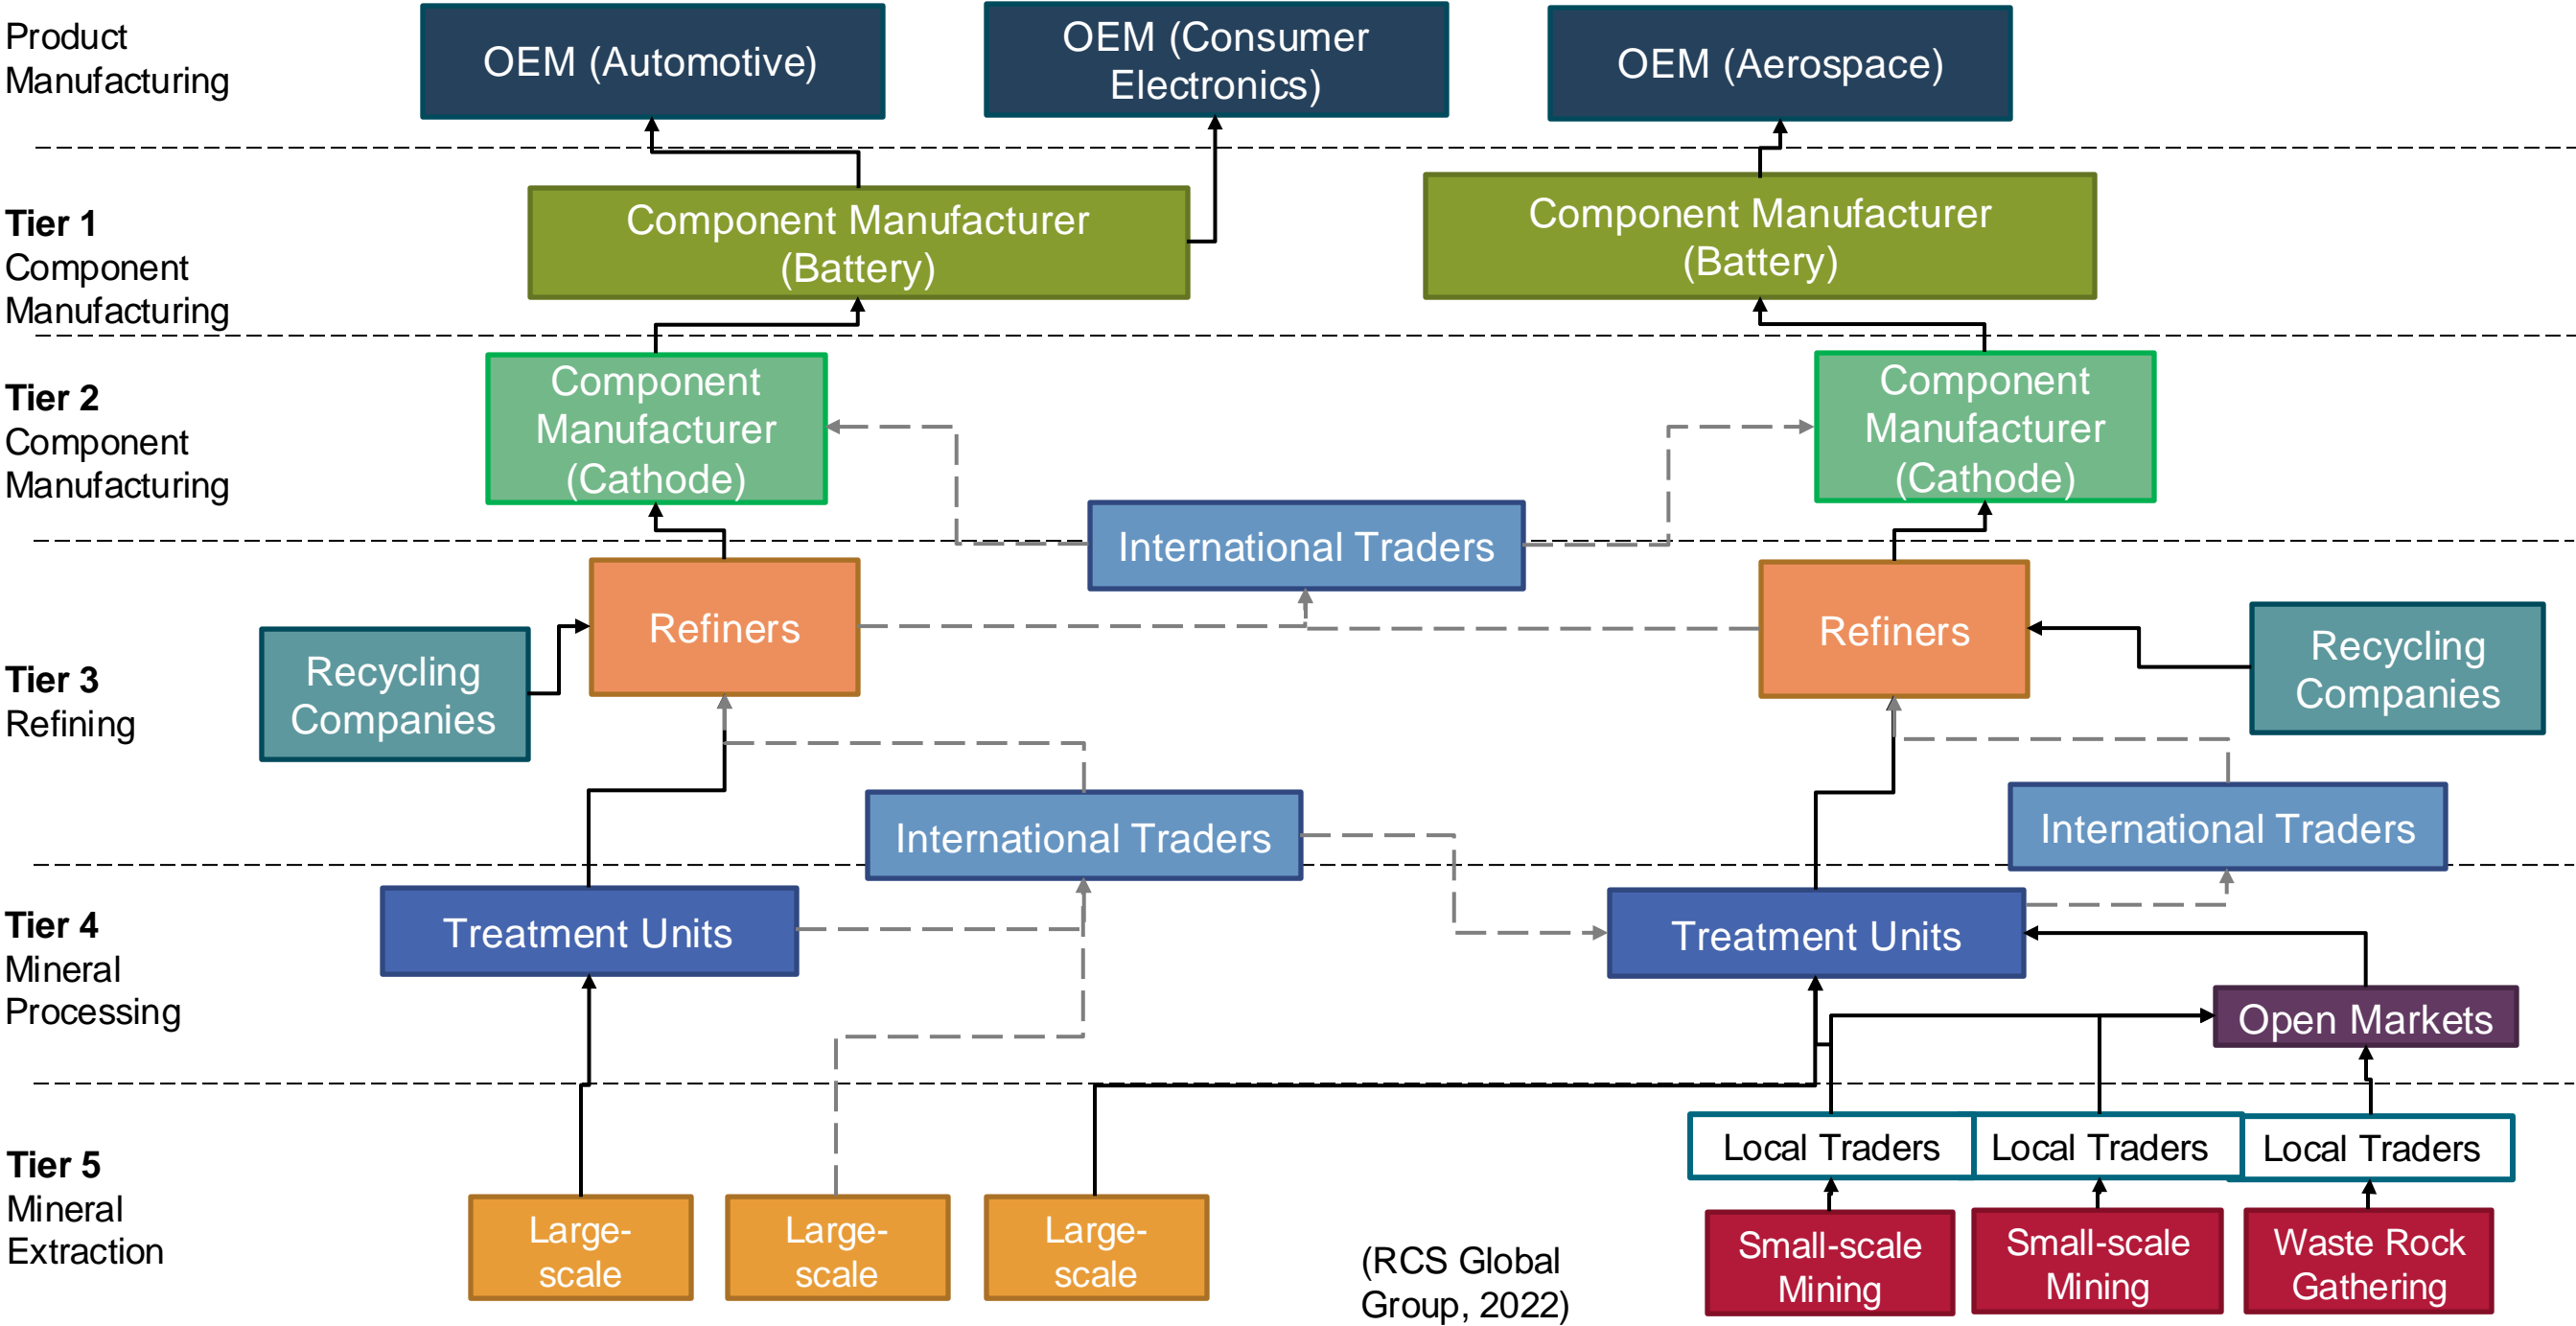 Product
Manufacturing
OEM (Automotive)
OEM (Consumer
Electronics)
OEM (Aerospace)
Tier 1
Component
Manufacturing
Component Manufacturer
(Battery)
Component Manufacturer
(Battery)
Tier 2
Component
Manufacturing
Component
Manufacturer
(Cathode)
Component
Manufacturer
(Cathode)
International Traders
Tier 3
Refining
Recycling
Companies
Refiners
Refiners
Recycling
Companies
International Traders
International Traders
Tier 4
Mineral
Processing
Treatment Units
Treatment Units
Open Markets
Tier 5
Mineral
Extraction
Local Traders
Local Traders
Local Traders
Large-
scale
Large-
scale
Large-
scale
(RCS Global
Group, 2022)
Small-scale
Mining
Small-scale
Mining
Waste Rock
Gathering